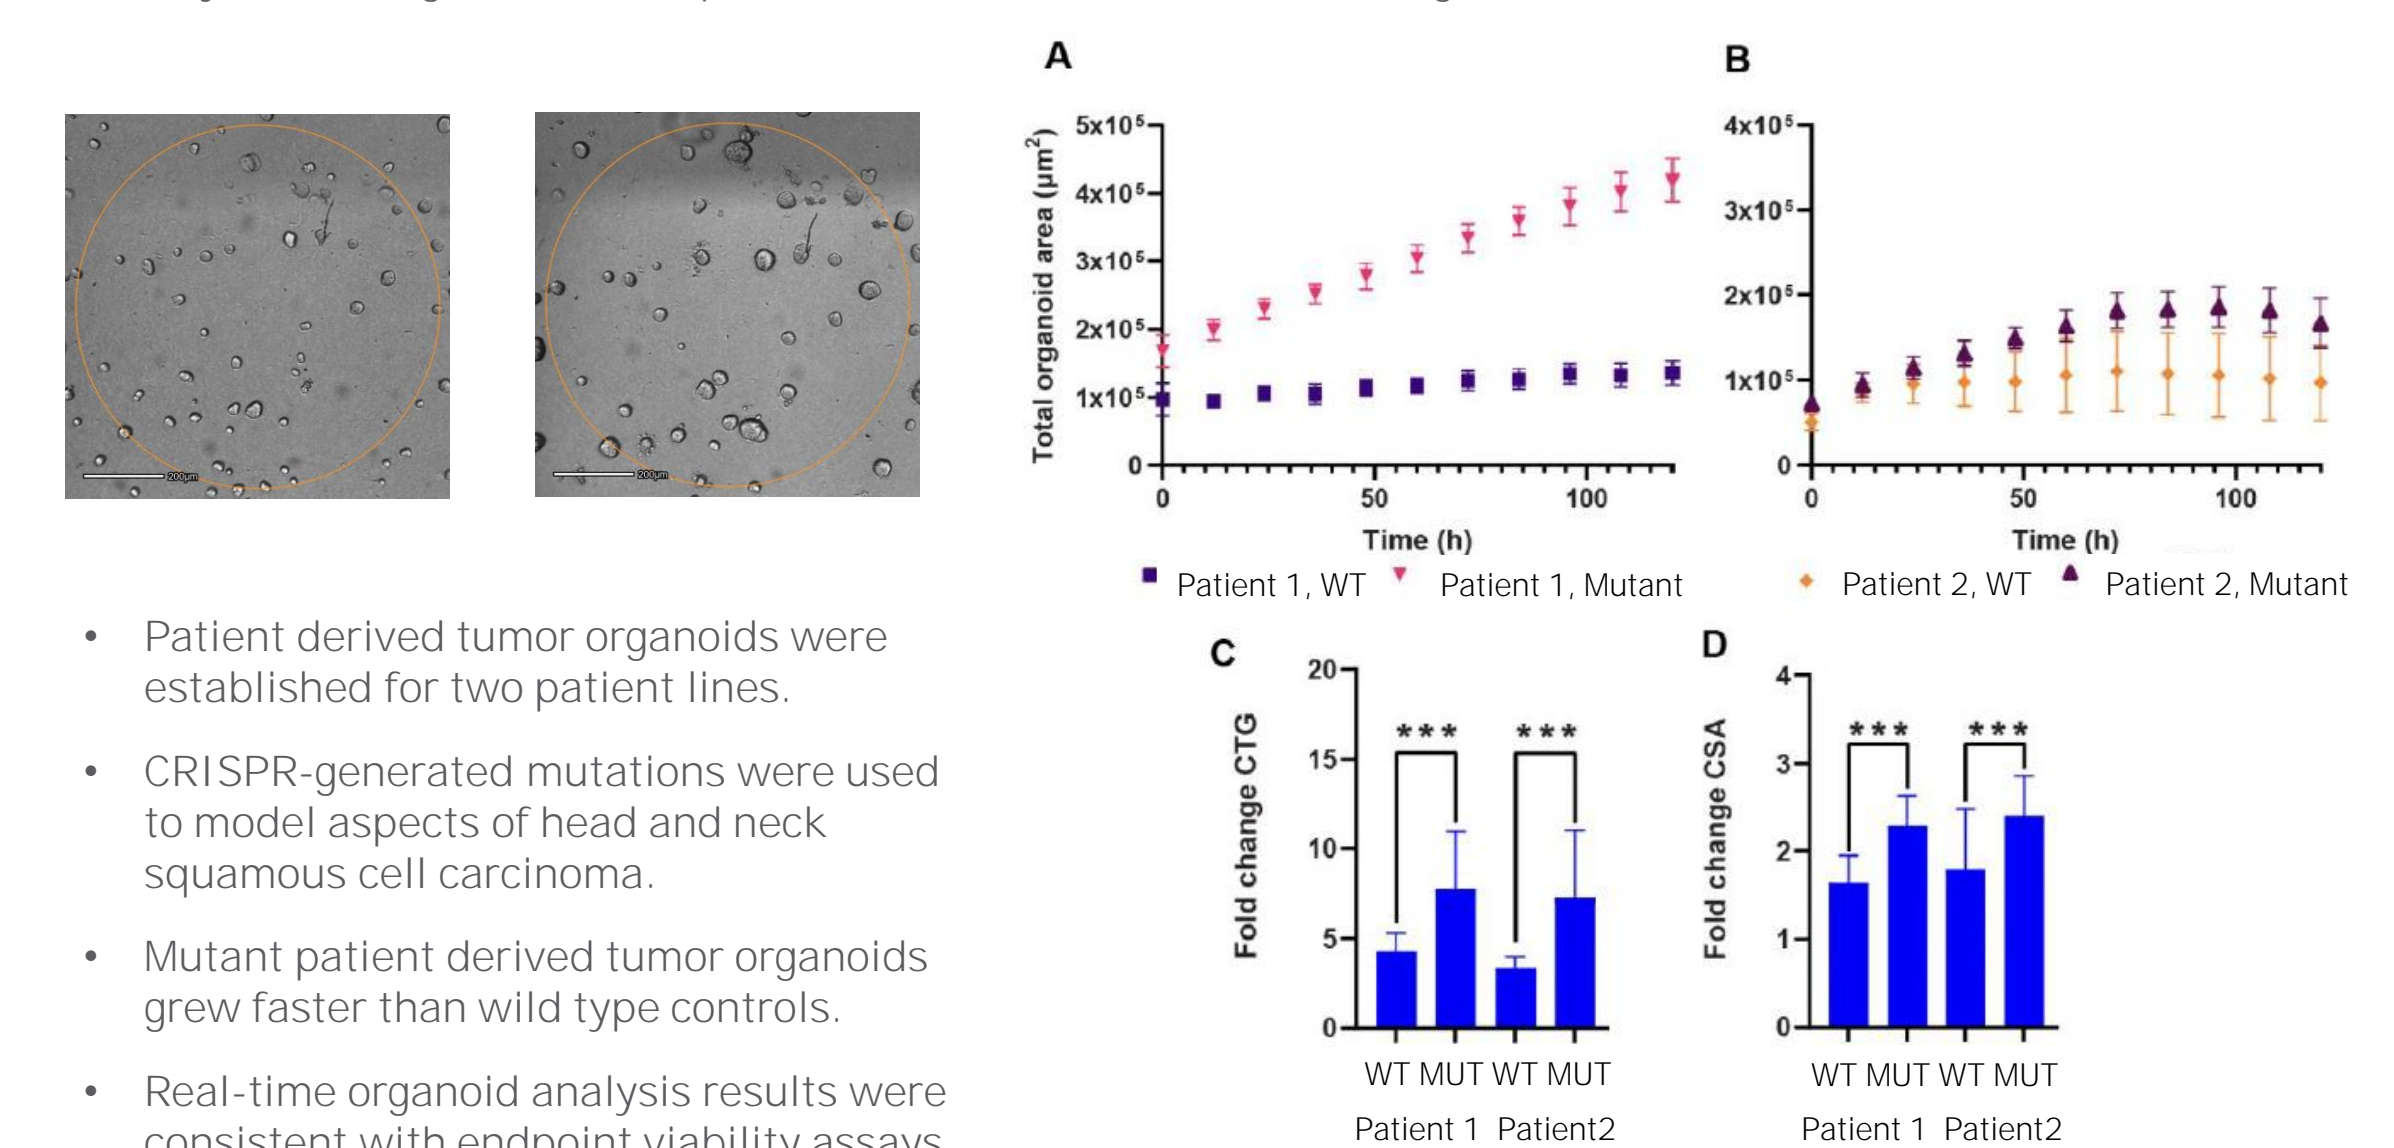 200µm
200µm
• Patient derived tumor organoids were
established for two patient lines.
• CRISPR-generated mutations were used
to model aspects of head and neck
squamous cell carcinoma.
• Mutant patient derived tumor organoids
grew faster than wild type controls.
• Real-time organoid analysis results were
consistent with endpoint viability assays
A
Total organoid area (µm²)
5x10⁵
4x10⁵
3x10⁵
2x10⁵
1x10⁵
0
0 50 100
Time (h)
Patient 1, WT Patient 1, Mutant
B
4x10⁵
3x10⁵
2x10⁵
1x10⁵
0
0 50 100
Time (h)
Patient 2, WT Patient 2, Mutant
C
Fold change CTG
20
15
10
5
0
*** ***
WT MUT WT MUT
Patient 1 Patient2
D
Fold change CSA
4
3
2
1
0
*** ***
WT MUT WT MUT
Patient 1 Patient2